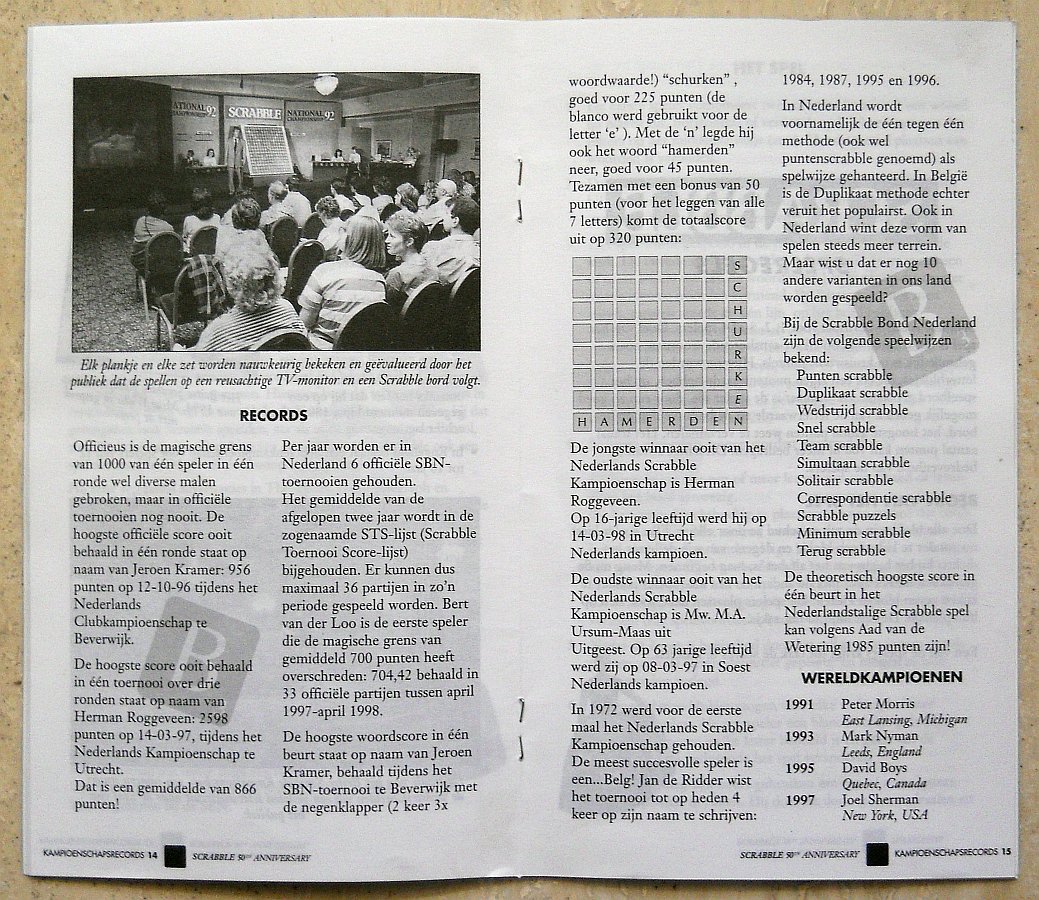 NATIONAL 92
CHAMPIONSHIP
SCRABBLE
NATIONAL 92
CHAMPIONSHIP
Elk plankje en elke zet worden nauwkeurig bekeken en geëvalueerd door het
publiek dat de spellen op een reusachtige TV-monitor en een Scrabble bord volgt.
RECORDS
Officieus is de magische grens
van 1000 van één speler in één
ronde wel diverse malen
gebroken, maar in officiële
toernooien nog nooit. De
hoogste officiële score ooit
behaald in één ronde staat op
naam van Jeroen Kramer: 956
punten op 12-10-96 tijdens het
Nederlands
Clubkampioenschap te
Beverwijk.
De hoogste score ooit behaald
in één toernooi over drie
ronden staat op naam van
Herman Roggeveen: 2598
punten op 14-03-97, tijdens het
Nederlands Kampioenschap te
Utrecht.
Dat is een gemiddelde van 866
punten!
Per jaar worden er in
Nederland 6 officiële SBN-
toernooien gehouden.
Het gemiddelde van de
afgelopen twee jaar wordt in de
zogenaamde STS-lijst (Scrabble
Toernooi Score-lijst)
bijgehouden. Er kunnen dus
maximaal 36 partijen in zo'n
periode gespeeld worden. Bert
van der Loo is de eerste speler
die de magische grens van
gemiddeld 700 punten heeft
overschreden: 704,42 behaald in
33 officiële partijen tussen april
1997-april 1998.
De hoogste woordscore in één
beurt staat op naam van Jeroen
Kramer, behaald tijdens het
SBN-toernooi te Beverwijk met
de negenklapper (2 keer 3x
KAMPIOENSCHAPSRECORDS 14
SCRABBLE 50TH ANNIVERSARY
woordwaarde!) “schurken” ,
goed voor 225 punten (de
blanco werd gebruikt voor de
letter ‘e’ ). Met de ‘n’ legde hij
ook het woord “hamerden”
neer, goed voor 45 punten.
Tezamen met een bonus van 50
punten (voor het leggen van alle
7 letters) komt de totaalscore
uit op 320 punten:
S
C
H
U
R
K
E
H A M E R D E N
De jongste winnaar ooit van het
Nederlands Scrabble
Kampioenschap is Herman
Roggeveen.
Op 16-jarige leeftijd werd hij op
14-03-98 in Utrecht
Nederlands kampioen.
De oudste winnaar ooit van het
Nederlands Scrabble
Kampioenschap is Mw. M.A.
Ursum-Maas uit
Uitgeest. Op 63 jarige leeftijd
werd zij op 08-03-97 in Soest
Nederlands kampioen.
In 1972 werd voor de eerste
maal het Nederlands Scrabble
Kampioenschap gehouden.
De meest succesvolle speler is
een...Belg! Jan de Ridder wist
het toernooi tot op heden 4
keer op zijn naam te schrijven:
1984, 1987, 1995 en 1996.
In Nederland wordt
voornamelijk de één tegen één
methode (ook wel
puntenscrabble genoemd) als
spelwijze gehanteerd. In België
is de Duplikaat methode echter
veruit het populairst. Ook in
Nederland wint deze vorm van
spelen steeds meer terrein.
Maar wist u dat er nog 10
andere varianten in ons land
worden gespeeld?
Bij de Scrabble Bond Nederland
zijn de volgende speelwijzen
bekend:
Punten scrabble
Duplikaat scrabble
Wedstrijd scrabble
Snel scrabble
Team scrabble
Simultaan scrabble
Solitair scrabble
Correspondentie scrabble
Scrabble puzzels
Minimum scrabble
Terug scrabble
De theoretisch hoogste score in
één beurt in het
Nederlandstalige Scrabble spel
kan volgens Aad van de
Wetering 1985 punten zijn!
WERELDKAMPIOENEN
1991 Peter Morris
East Lansing, Michigan
1993 Mark Nyman
Leeds, England
1995 David Boys
Quebec, Canada
1997 Joel Sherman
New York, USA
SCRABBLE 50TH ANNIVERSARY
KAMPIOENSCHAPSRECORDS 15